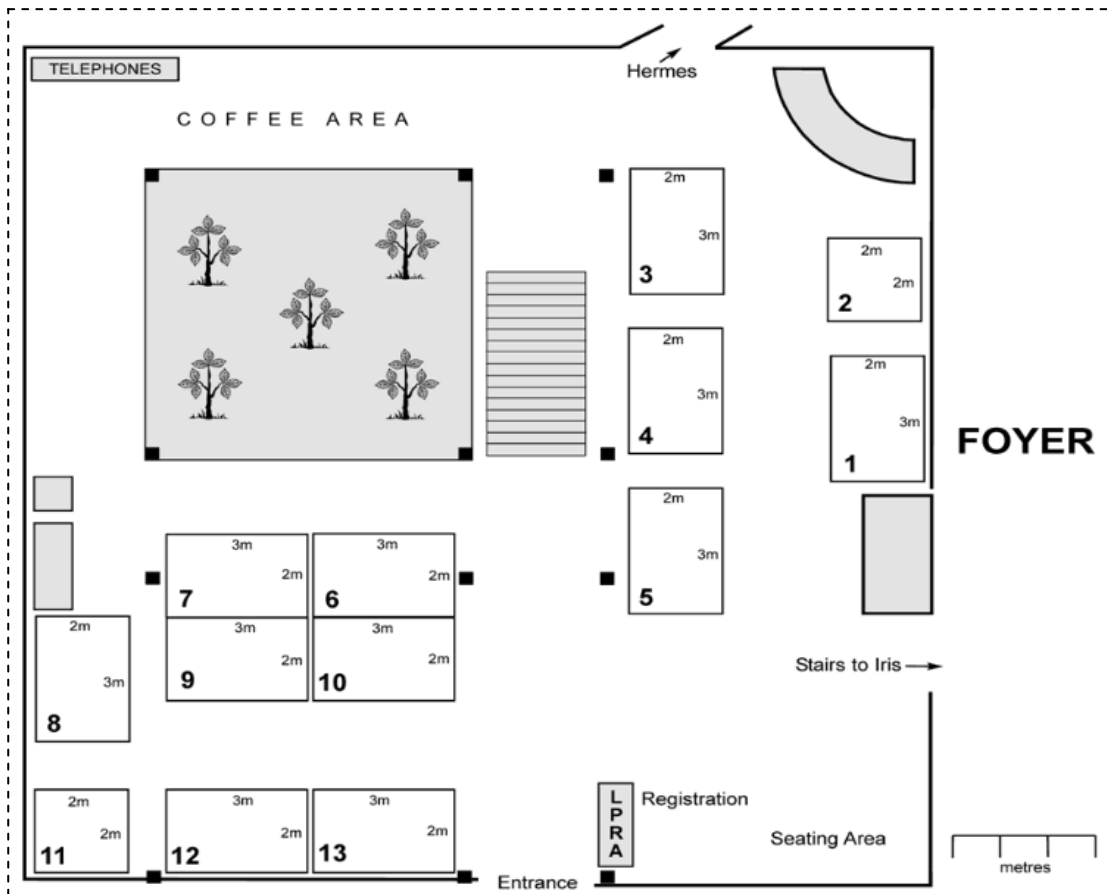 Hermes
TELEPHONES
COFFEE AREA
2m
3m
3
2m
2m
2
2m
3m
4
2m
3m
1
FOYER
2m
3m
5
3m
2m
7
3m
2m
6
3m
2m
9
3m
2m
10
2m
3m
8
Stairs to Iris
2m
2m
11
3m
2m
12
3m
2m
13
LPRA
Registration
Seating Area
metres
Entrance